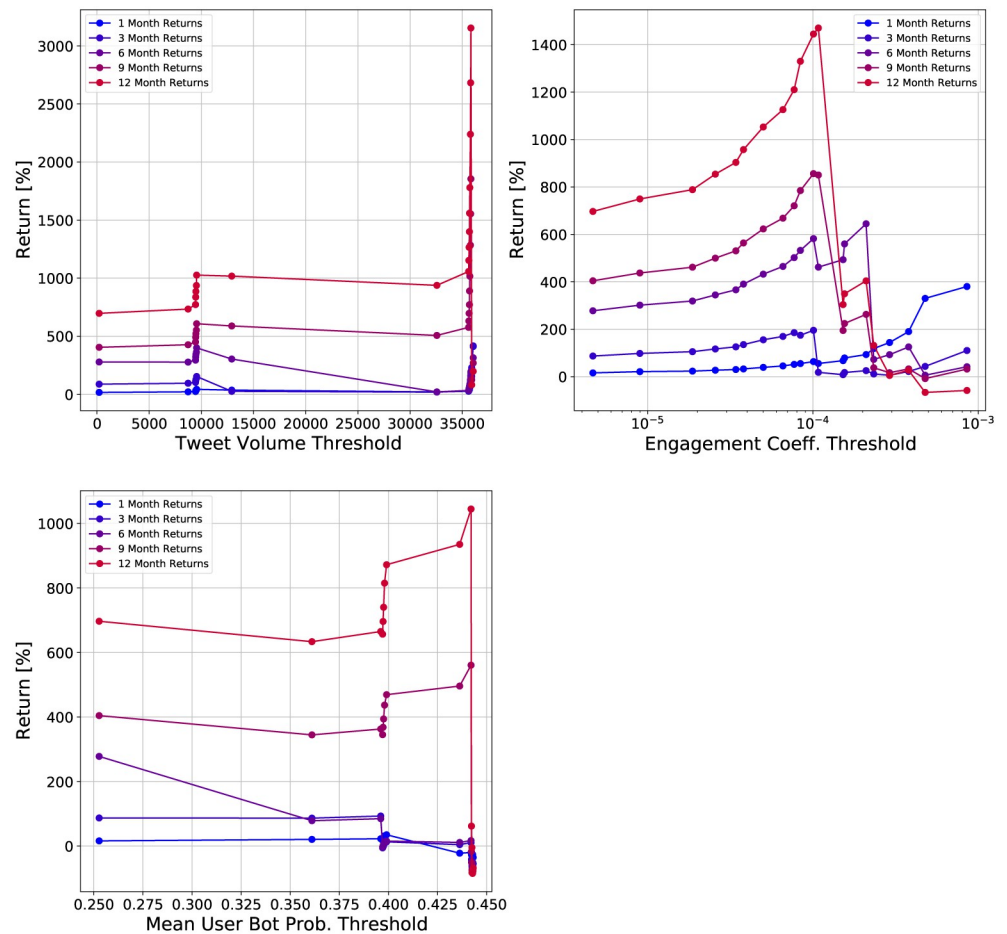 1 Month Returns
3 Month Returns
6 Month Returns
9 Month Returns
12 Month Returns
Return [%]
3000
2500
2000
1500
1000
500
0
0 5000 10000 15000 20000 25000 30000 35000
Tweet Volume Threshold
1 Month Returns
3 Month Returns
6 Month Returns
9 Month Returns
12 Month Returns
Return [%]
1400
1200
1000
800
600
400
200
0
10⁻⁵ 10⁻⁴ 10⁻³
Engagement Coeff. Threshold
1 Month Returns
3 Month Returns
6 Month Returns
9 Month Returns
12 Month Returns
Return [%]
1000
800
600
400
200
0
0.250 0.275 0.300 0.325 0.350 0.375 0.400 0.425 0.450
Mean User Bot Prob. Threshold